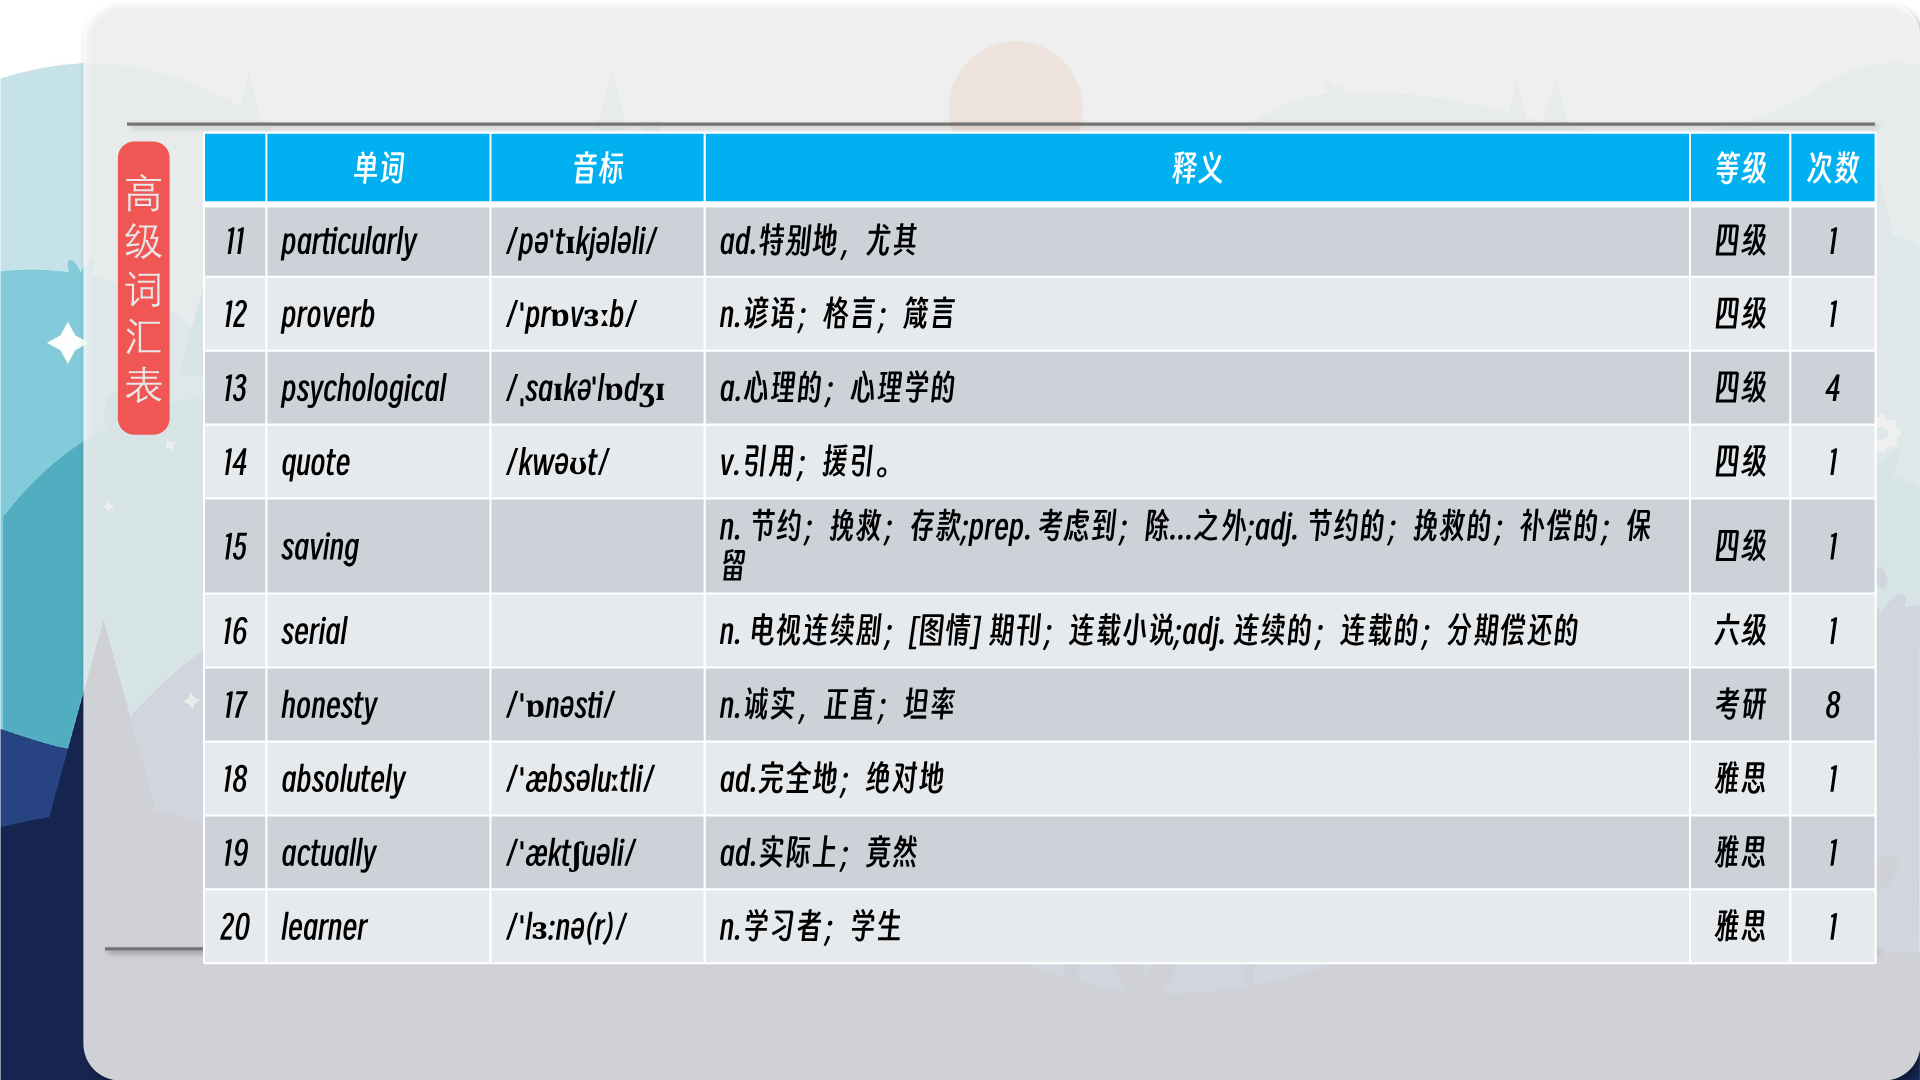 高级词汇表
单词 音标 释义 等级 次数
11 particularly /pə'tɪkjələli/ ad.特别地，尤其 四级 1
12 proverb /ˈprɒvɜːb/ n.谚语；格言；箴言 四级 1
13 psychological /ˌsaɪkə'lɒdʒɪ a.心理的；心理学的 四级 4
14 quote /kwəʊt/ v.引用；援引。 四级 1
15 saving n. 节约；挽救；存款;prep. 考虑到；除...之外;adj. 节约的；挽救的；补偿的；保
留 四级 1
16 serial n. 电视连续剧；[图情] 期刊；连载小说;adj. 连续的；连载的；分期偿还的 六级 1
17 honesty /ˈɒnəsti/ n.诚实，正直；坦率 考研 8
18 absolutely /ˈæbsəluːtli/ ad.完全地；绝对地 雅思 1
19 actually /ˈæktʃuəli/ ad.实际上；竟然 雅思 1
20 learner /ˈlɜːnə(r)/ n.学习者；学生 雅思 1